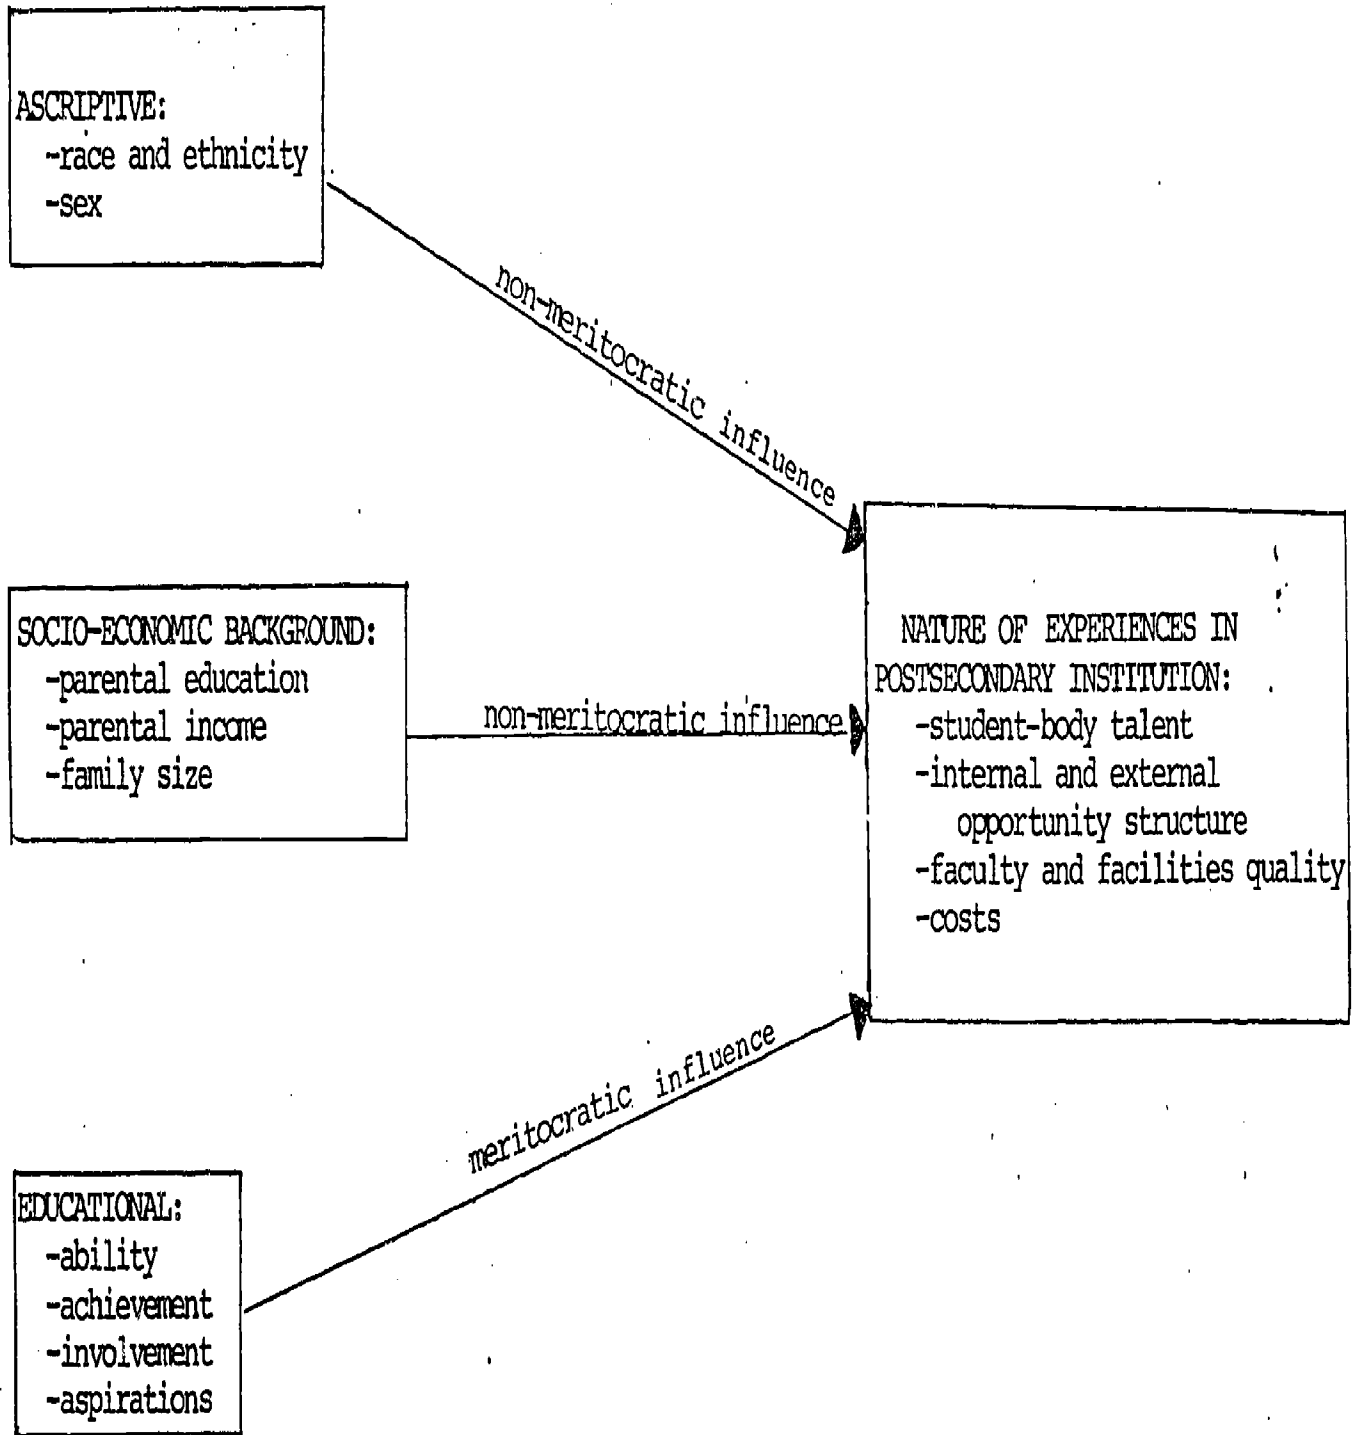 ASCRIPTIVE:
-race and ethnicity
-sex
non-meritocratic influence
SOCIO-ECONOMIC BACKGROUND:
-parental education
-parental income
-family size
non-meritocratic influence
NATURE OF EXPERIENCES IN
POSTSECONDARY INSTITUTION:
-student-body talent
-internal and external
opportunity structure
-faculty and facilities quality
-costs
meritocratic influence
EDUCATIONAL:
-ability
-achievement
-involvement
-aspirations